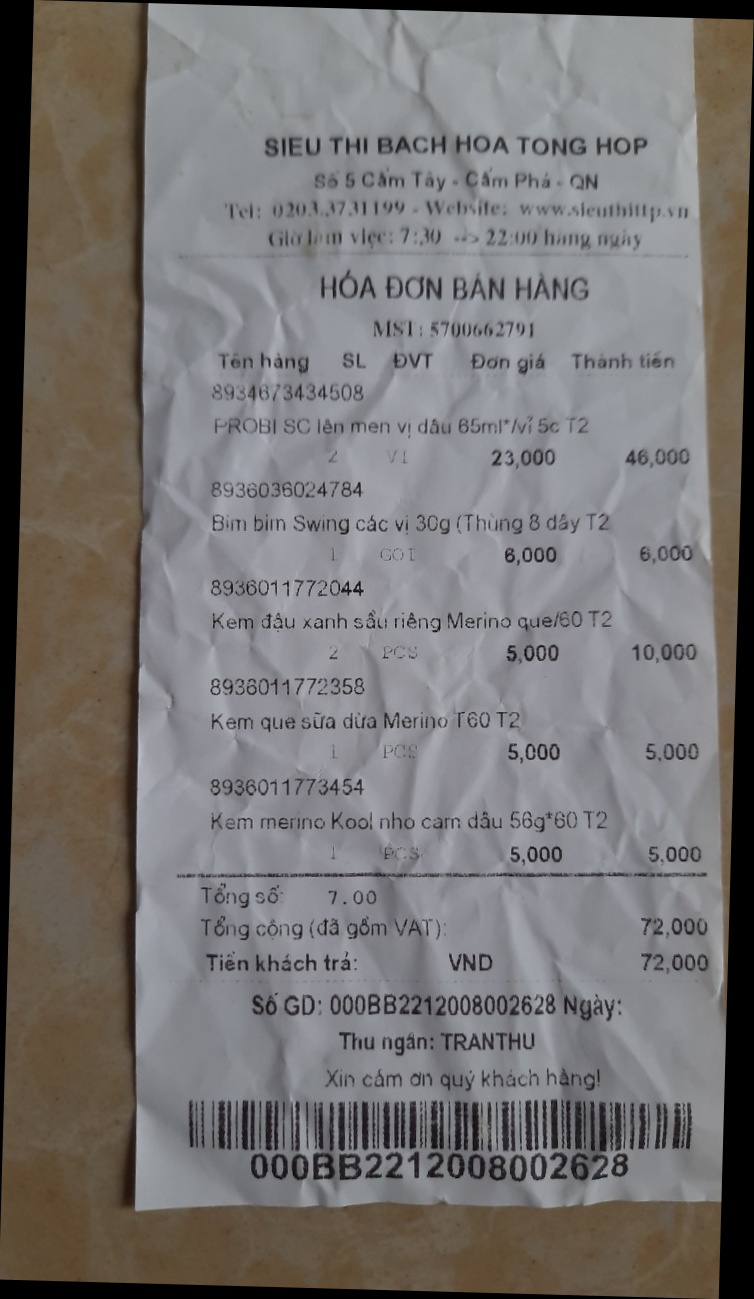 SIEU THI BACH HOA TONG HOP
Số 5 Cẩm Tây - Cẩm Phả - QN
Tel: 0203.3731199 - Website: www.sieuthittp.vn
Giờ làm việc: 7:30 --> 22:00 hàng ngày
HÓA ĐƠN BÁN HÀNG
MST: 5700662791
Tên hàng SL ĐVT Đơn giá Thành tiền
8934673434508
PROBI SC lên men vị dâu 65ml*/vỉ 5c T2
2 VI 23,000 46,000
8936036024784
Bim bim Swing các vị 30g (Thùng 8 dây T2
1 GOI 6,000 6,000
8936011772044
Kem đậu xanh sầu riêng Merino que/60 T2
2 PCS 5,000 10,000
8936011772358
Kem que sữa dừa Merino T60 T2
1 PCS 5,000 5,000
8936011773454
Kem merino Kool nho cam dâu 56g*60 T2
1 PCS 5,000 5,000
Tổng số: 7.00
Tổng cộng (đã gồm VAT): 72,000
Tiền khách trả: VND 72,000
Số GD: 000BB2212008002628 Ngày:
Thu ngân: TRANTHU
Xin cảm ơn quý khách hàng!
000BB2212008002628